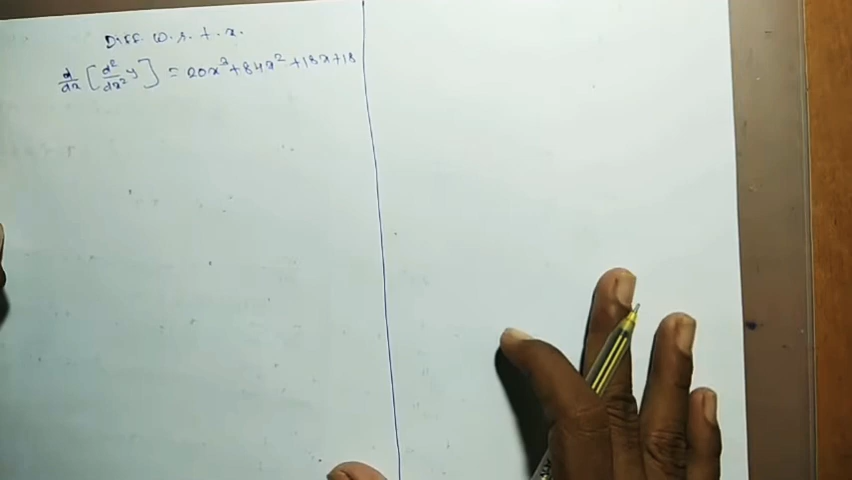 Diff. w.r.t.x.
d/dx [d²/dx² y] = 20x³+84x²+18x+18